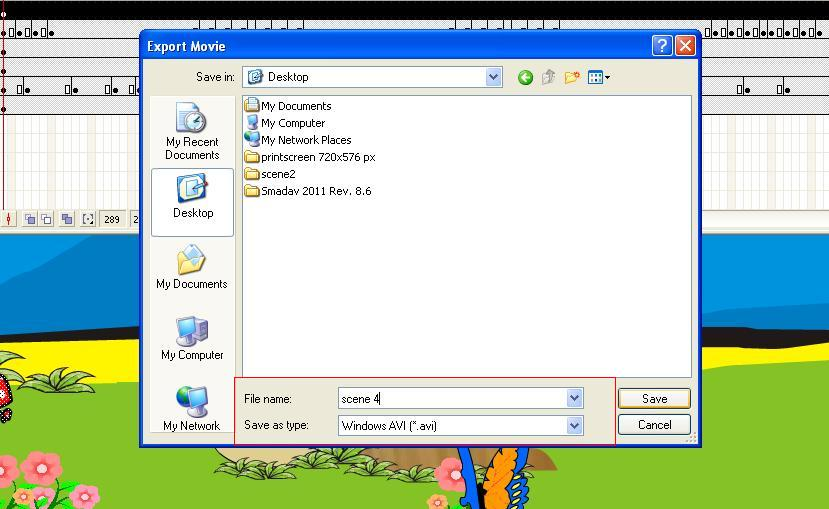 Export Movie
Save in: Desktop
My Recent
Documents
Desktop
My Documents
My Computer
My Network
My Documents
My Computer
My Network Places
printscreen 720x576 px
scene2
Smadav 2011 Rev. 8.6
File name: scene 4 Save
Save as type: Windows AVI (*.avi) Cancel
289